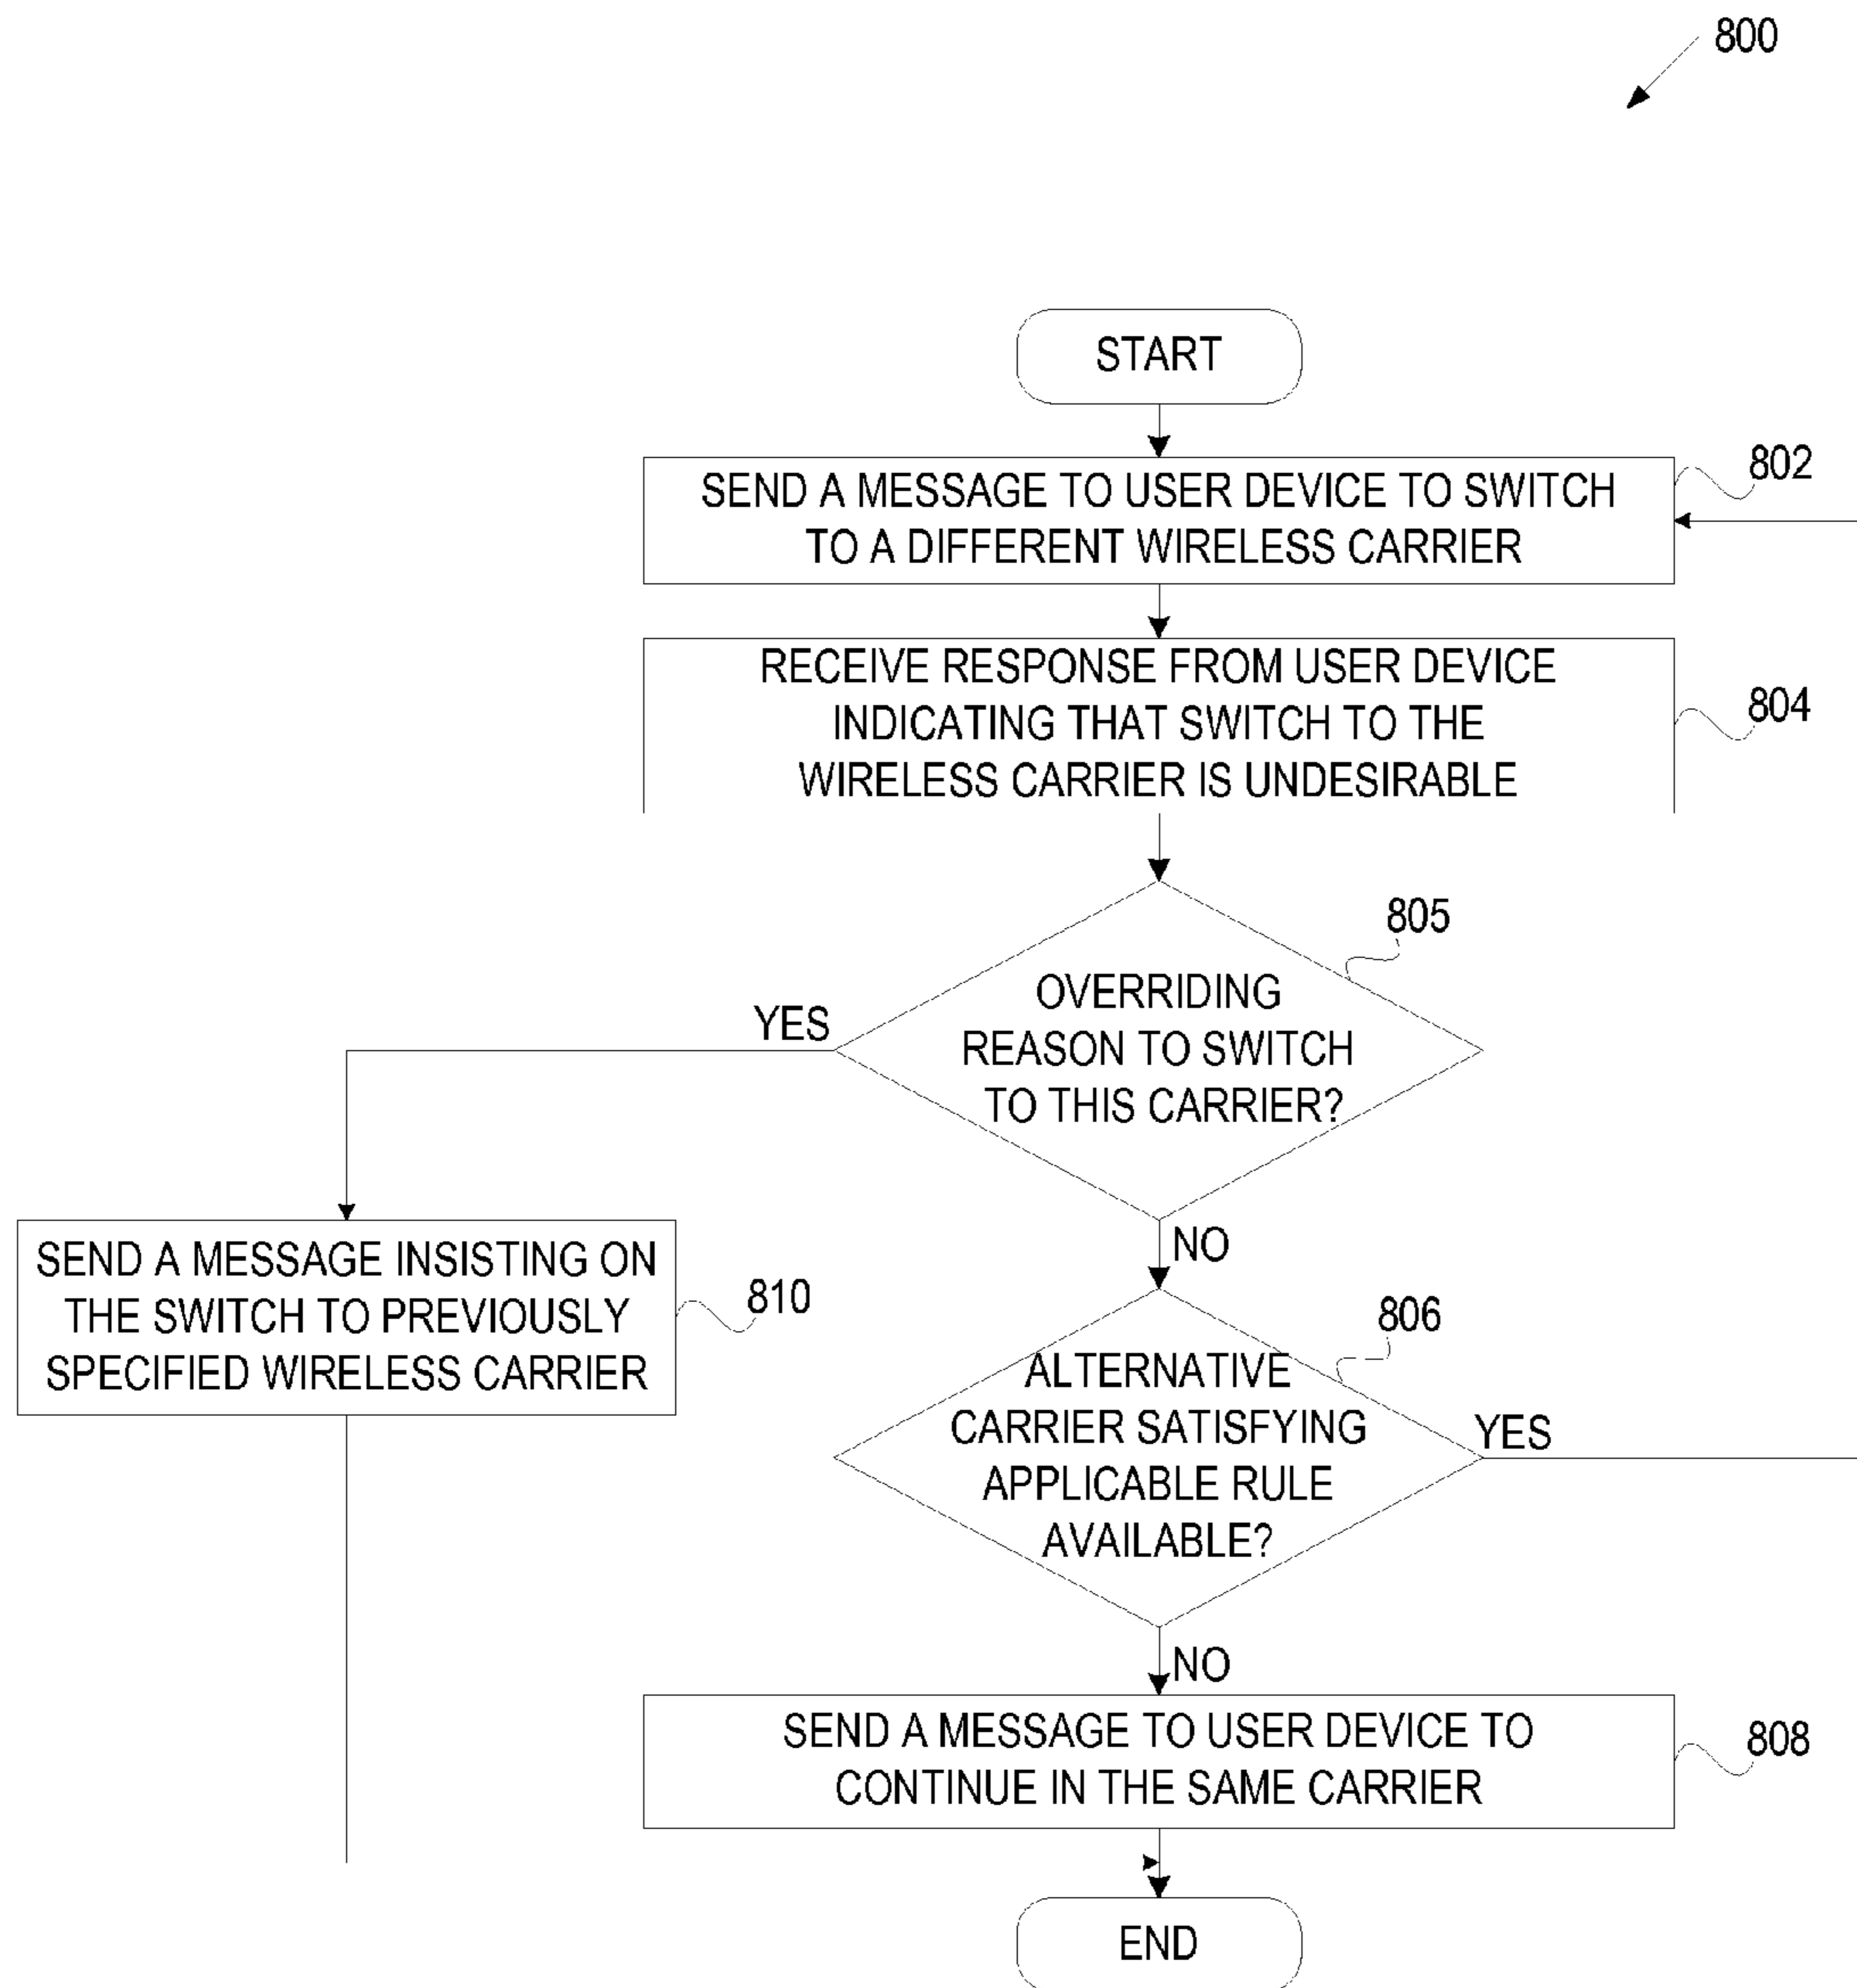 800
START
SEND A MESSAGE TO USER DEVICE TO SWITCH
TO A DIFFERENT WIRELESS CARRIER
802
RECEIVE RESPONSE FROM USER DEVICE
INDICATING THAT SWITCH TO THE
WIRELESS CARRIER IS UNDESIRABLE
804
805
OVERRIDING
REASON TO SWITCH
TO THIS CARRIER?
YES
NO
SEND A MESSAGE INSISTING ON
THE SWITCH TO PREVIOUSLY
SPECIFIED WIRELESS CARRIER
810
806
ALTERNATIVE
CARRIER SATISFYING
APPLICABLE RULE
AVAILABLE?
YES
NO
SEND A MESSAGE TO USER DEVICE TO
CONTINUE IN THE SAME CARRIER
808
END